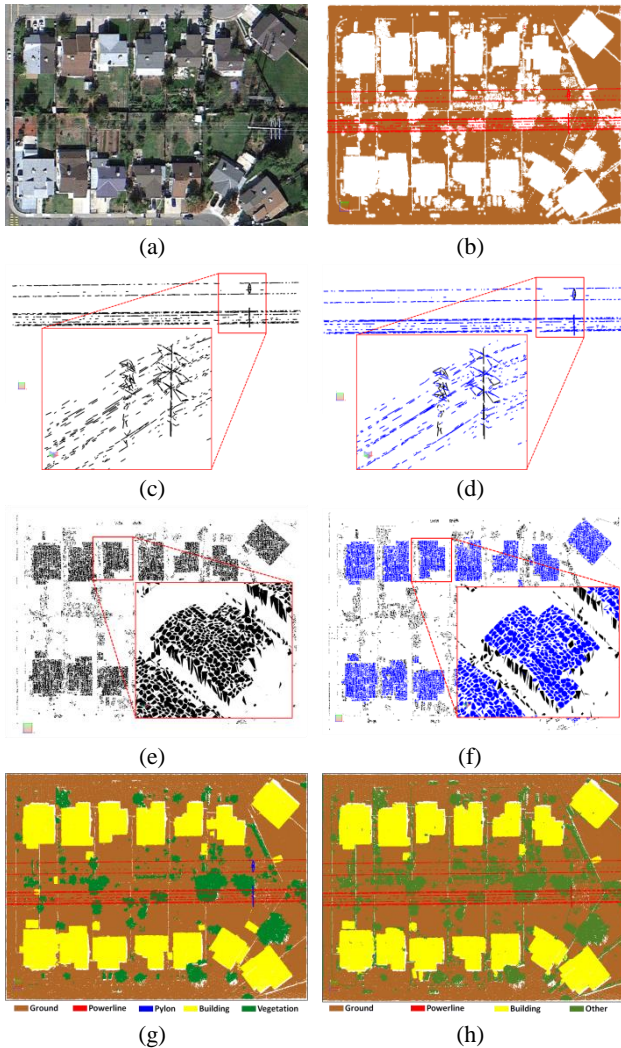 (a)
(b)
(c)
(d)
(e)
(f)
Ground Powerline Pylon Building Vegetation
Ground Powerline Building Other
(g)
(h)